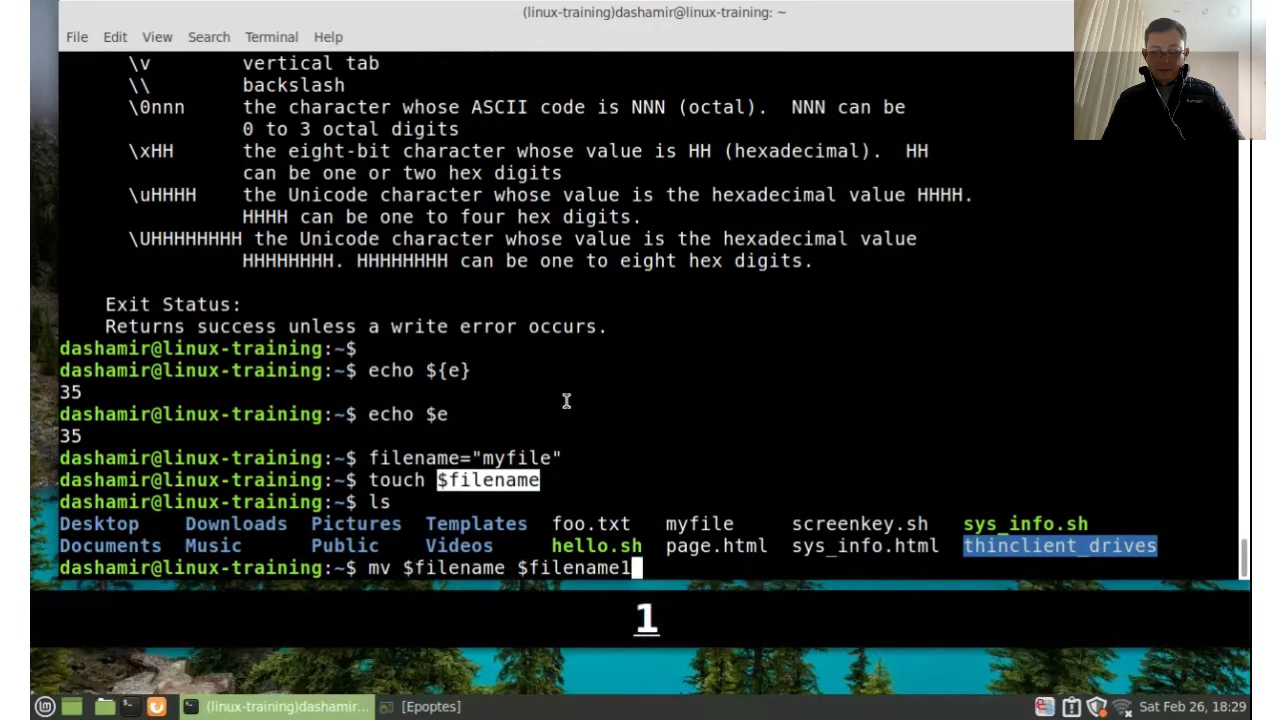 (linux-training)dashamir@linux-training: ~
File Edit View Search Terminal Help
\v vertical tab
\\ backslash
\0nnn the character whose ASCII code is NNN (octal). NNN can be
0 to 3 octal digits
\xHH the eight-bit character whose value is HH (hexadecimal). HH
can be one or two hex digits
\uHHHH the Unicode character whose value is the hexadecimal value HHHH.
HHHH can be one to four hex digits.
\UHHHHHHHH the Unicode character whose value is the hexadecimal value
HHHHHHHH. HHHHHHHH can be one to eight hex digits.
Exit Status:
Returns success unless a write error occurs.
dashamir@linux-training:~$
dashamir@linux-training:~$ echo ${e}
35
dashamir@linux-training:~$ echo $e
35
dashamir@linux-training:~$ filename="myfile"
dashamir@linux-training:~$ touch $filename
dashamir@linux-training:~$ ls
Desktop Downloads Pictures Templates foo.txt myfile screenkey.sh sys_info.sh
Documents Music Public Videos hello.sh page.html sys_info.html thinclient_drives
dashamir@linux-training:~$ mv $filename $filename1
1
(linux-training)dashamir... [Epoptes] Sat Feb 26, 18:29